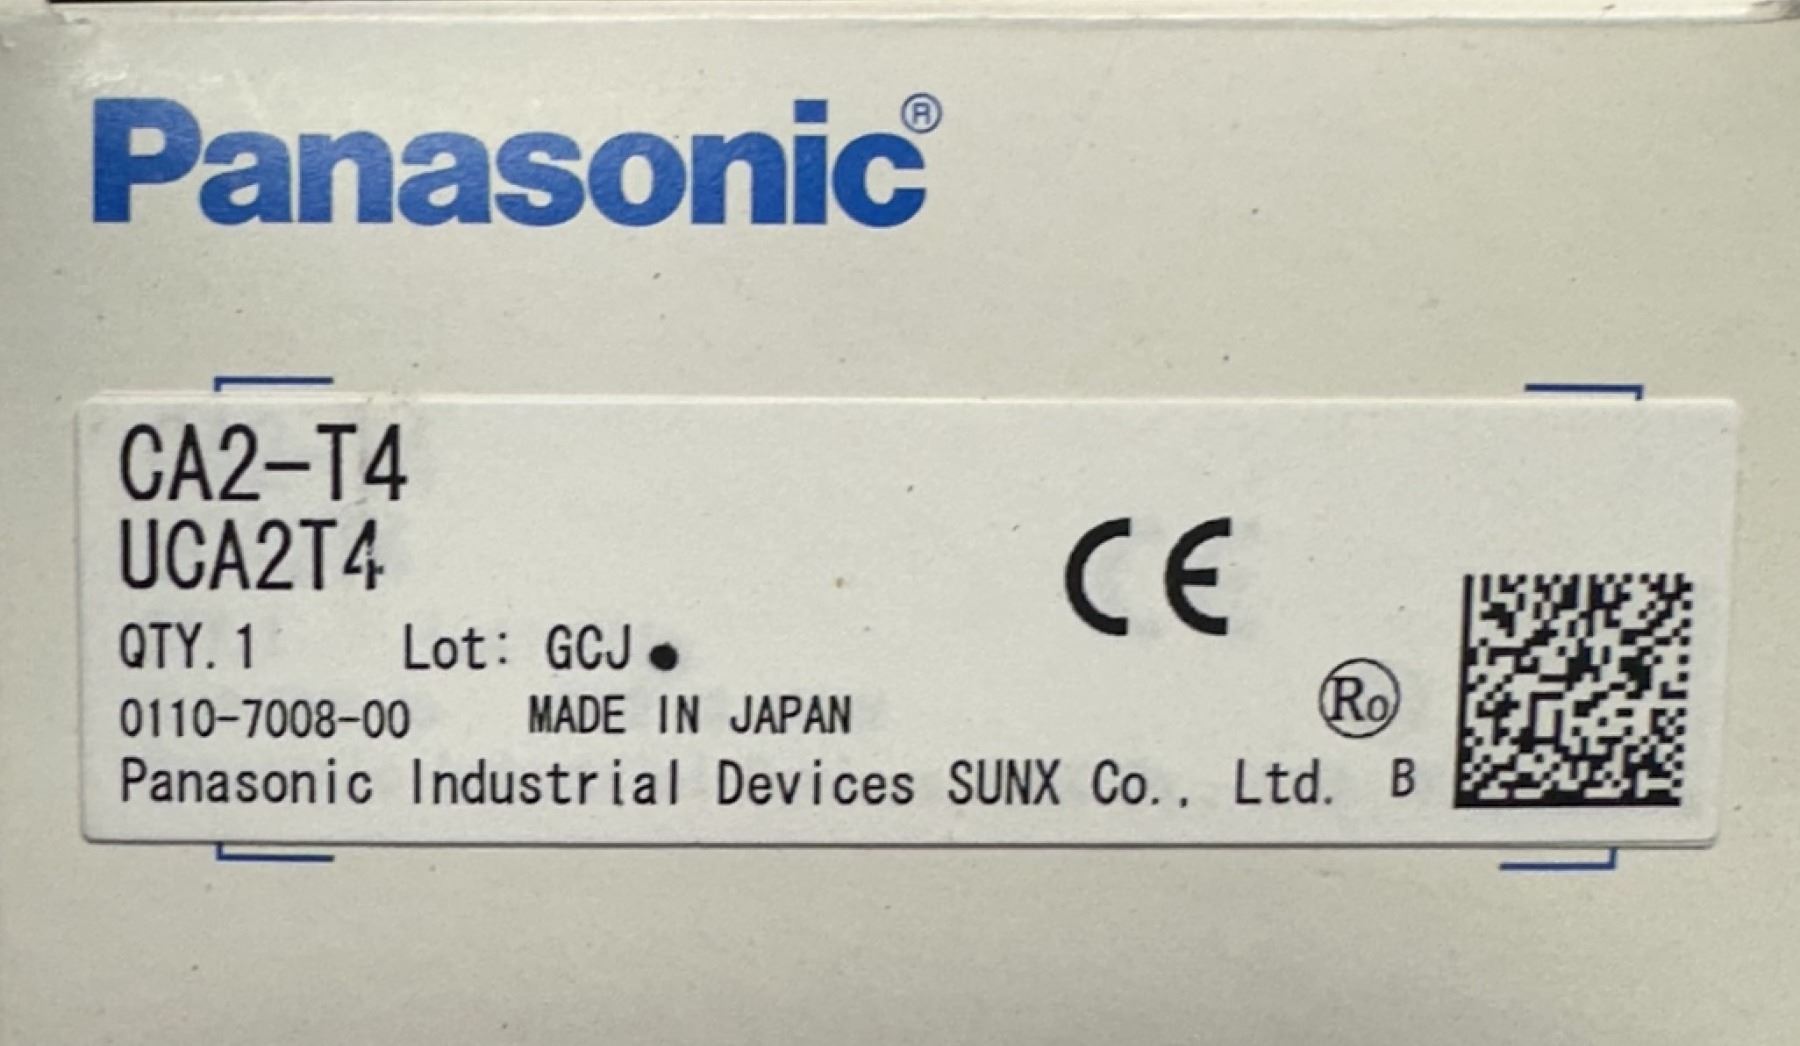 Panasonic®
CA2-T4
UCA2T4
QTY. 1 Lot: GCJ ●
0110-7008-00 MADE IN JAPAN
Panasonic Industrial Devices SUNX Co., Ltd. B
CE
Ro